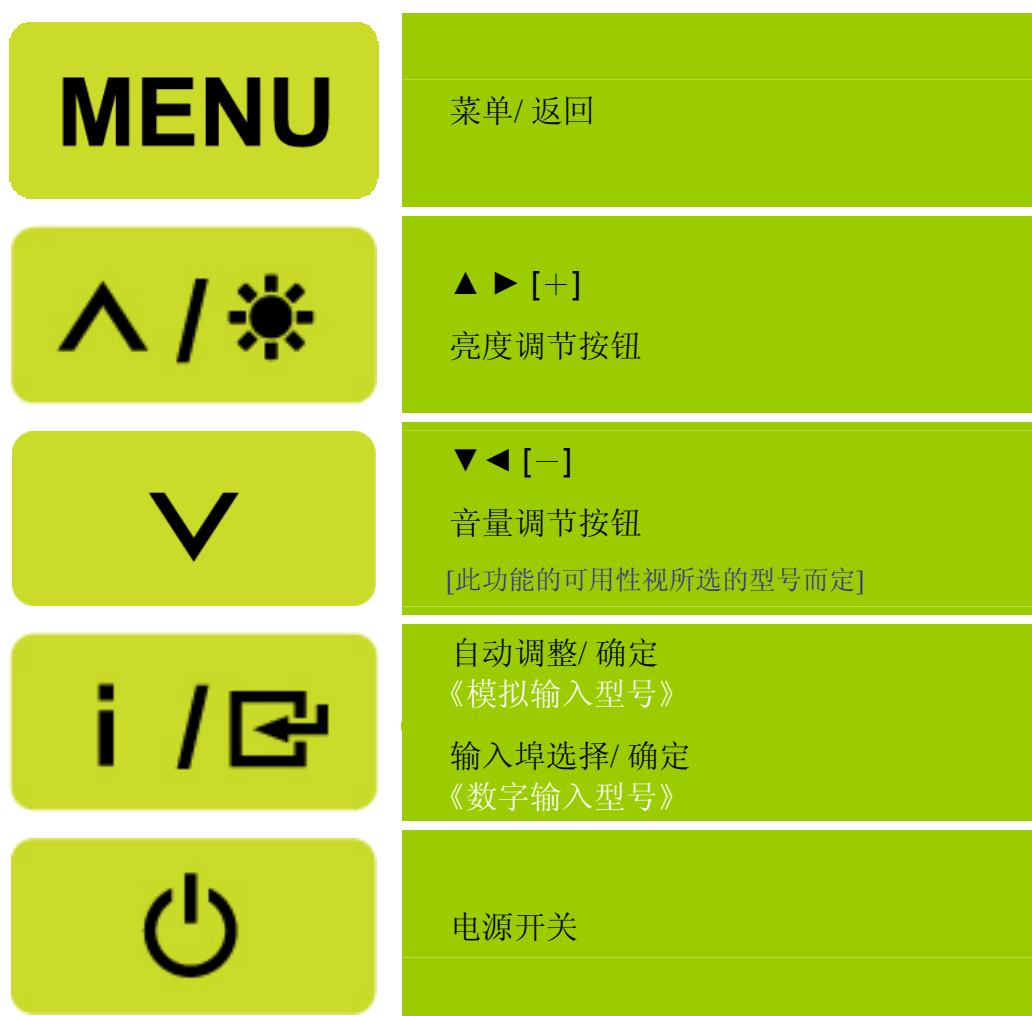 MENU
菜单/ 返回
/
▲ ► [+]
亮度调节按钮
▼◄ [−]
音量调节按钮
[此功能的可用性视所选的型号而定]
i /
自动调整/ 确定
《模拟输入型号》
输入埠选择/ 确定
《数字输入型号》
电源开关